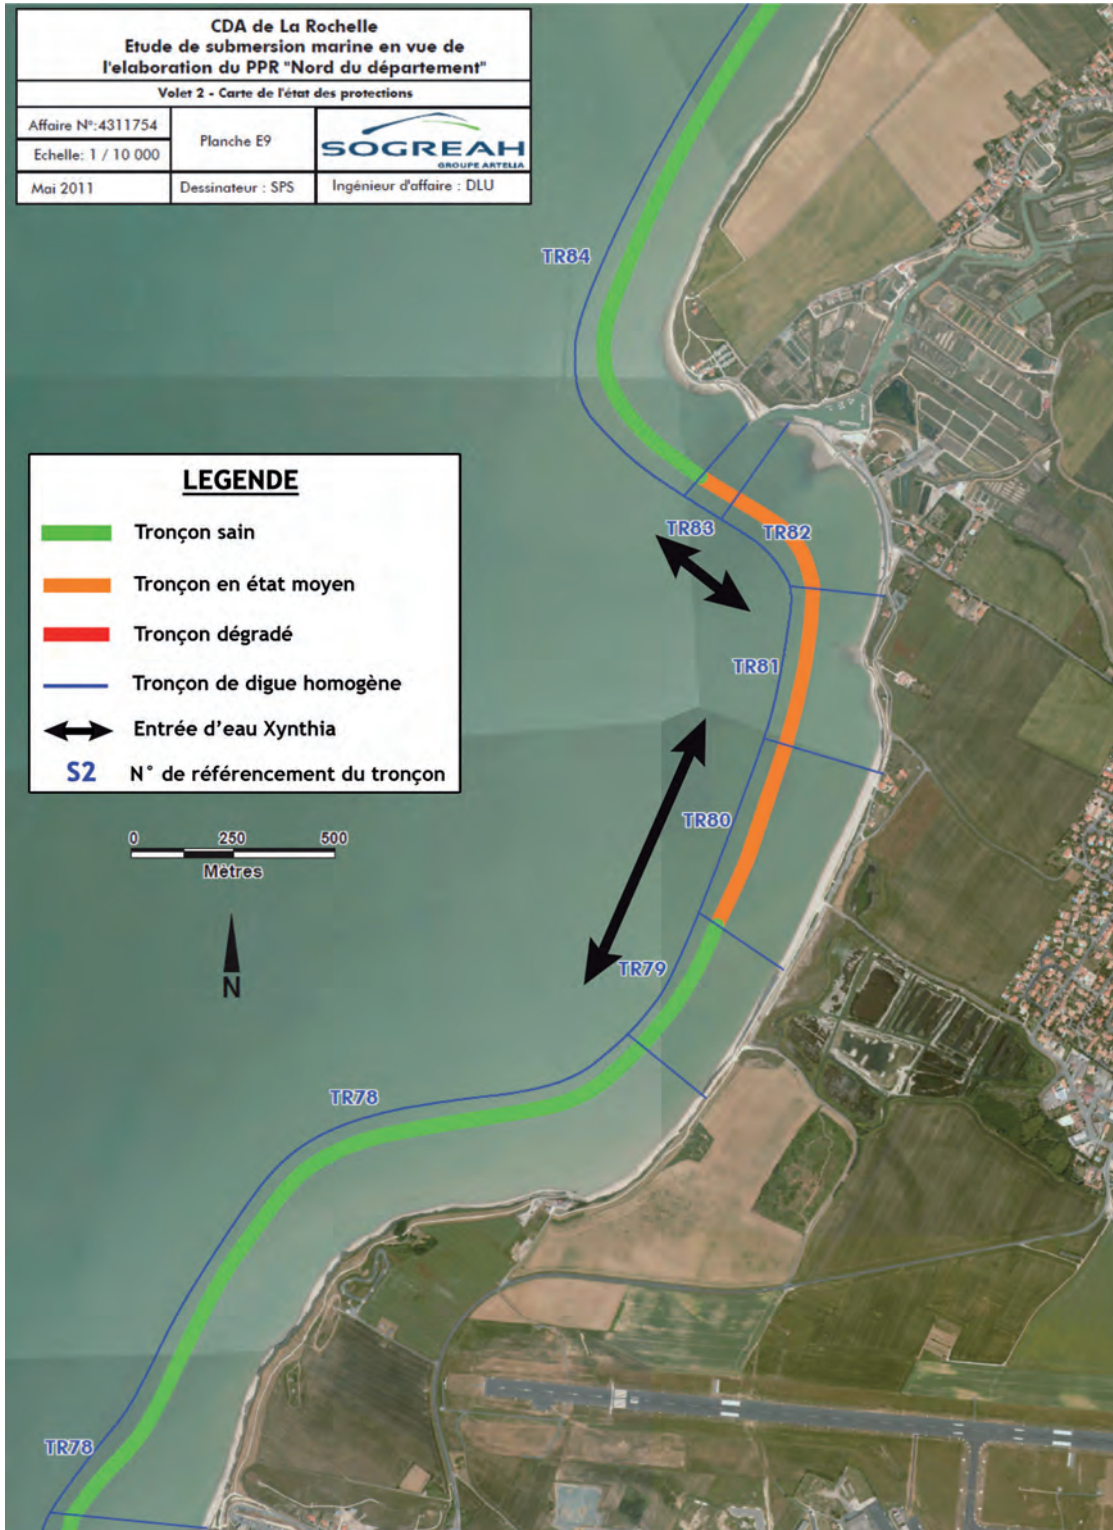 CDA de La Rochelle
Etude de submersion marine en vue de
l'elaboration du PPR "Nord du département"
Volet 2 - Carte de l'état des protections
Affaire N°:4311754
Echelle: 1 / 10 000
Planche E9
SOGREAH
GROUPE ARTELIA
Mai 2011
Dessinateur : SPS
Ingénieur d'affaire : DLU
TR84
LEGENDE
Tronçon sain
Tronçon en état moyen
Tronçon dégradé
Tronçon de digue homogène
Entrée d'eau Xynthia
S2 N° de référencement du tronçon
TR83
TR82
TR81
TR80
0 250 500
Mètres
N
TR79
TR78
TR78